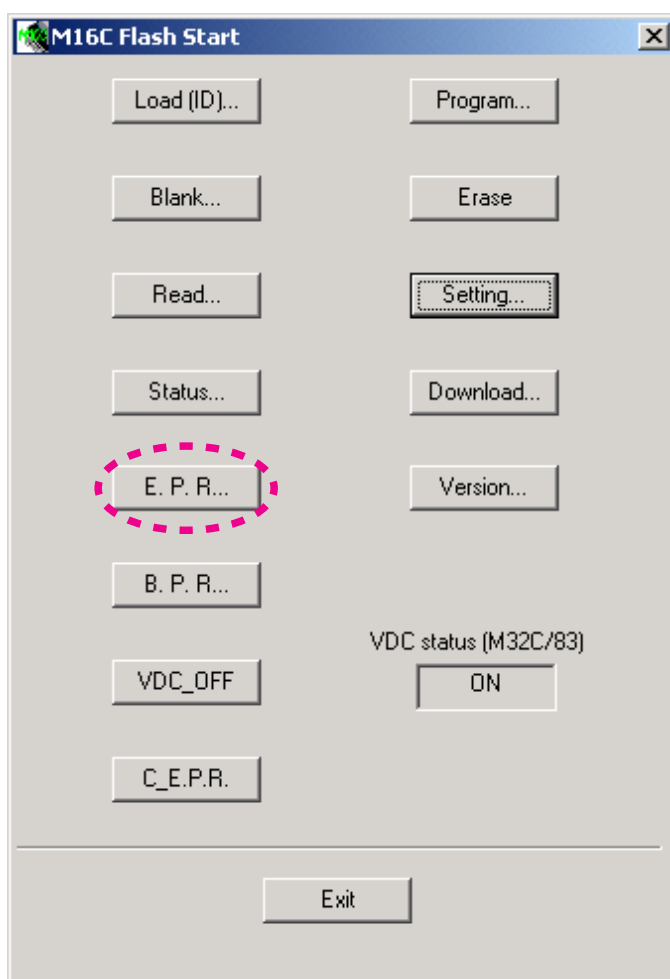 M16C Flash Start
Load (ID)... Program...
Blank... Erase
Read... Setting...
Status... Download...
E. P. R... Version...
B. P. R...
VDC status (M32C/83)
VDC_OFF ON
C_E.P.R.
Exit